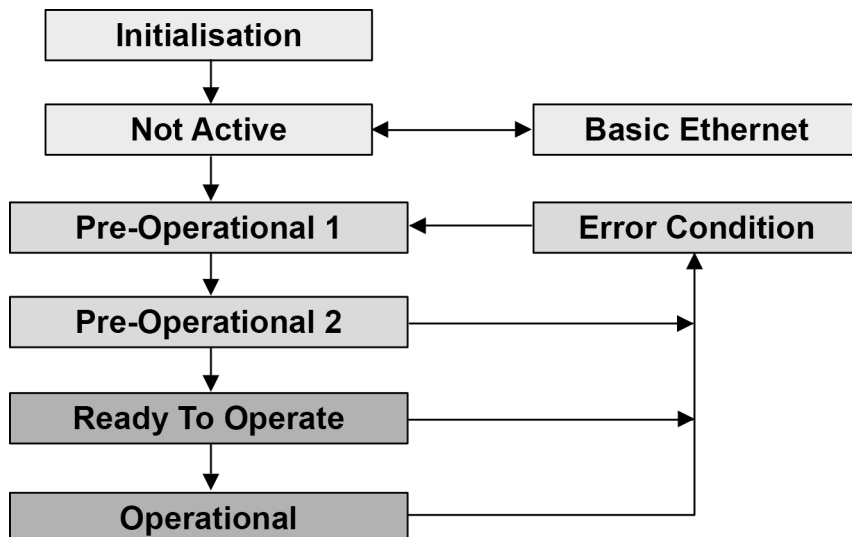 Initialisation
Not Active
Basic Ethernet
Pre-Operational 1
Error Condition
Pre-Operational 2
Ready To Operate
Operational